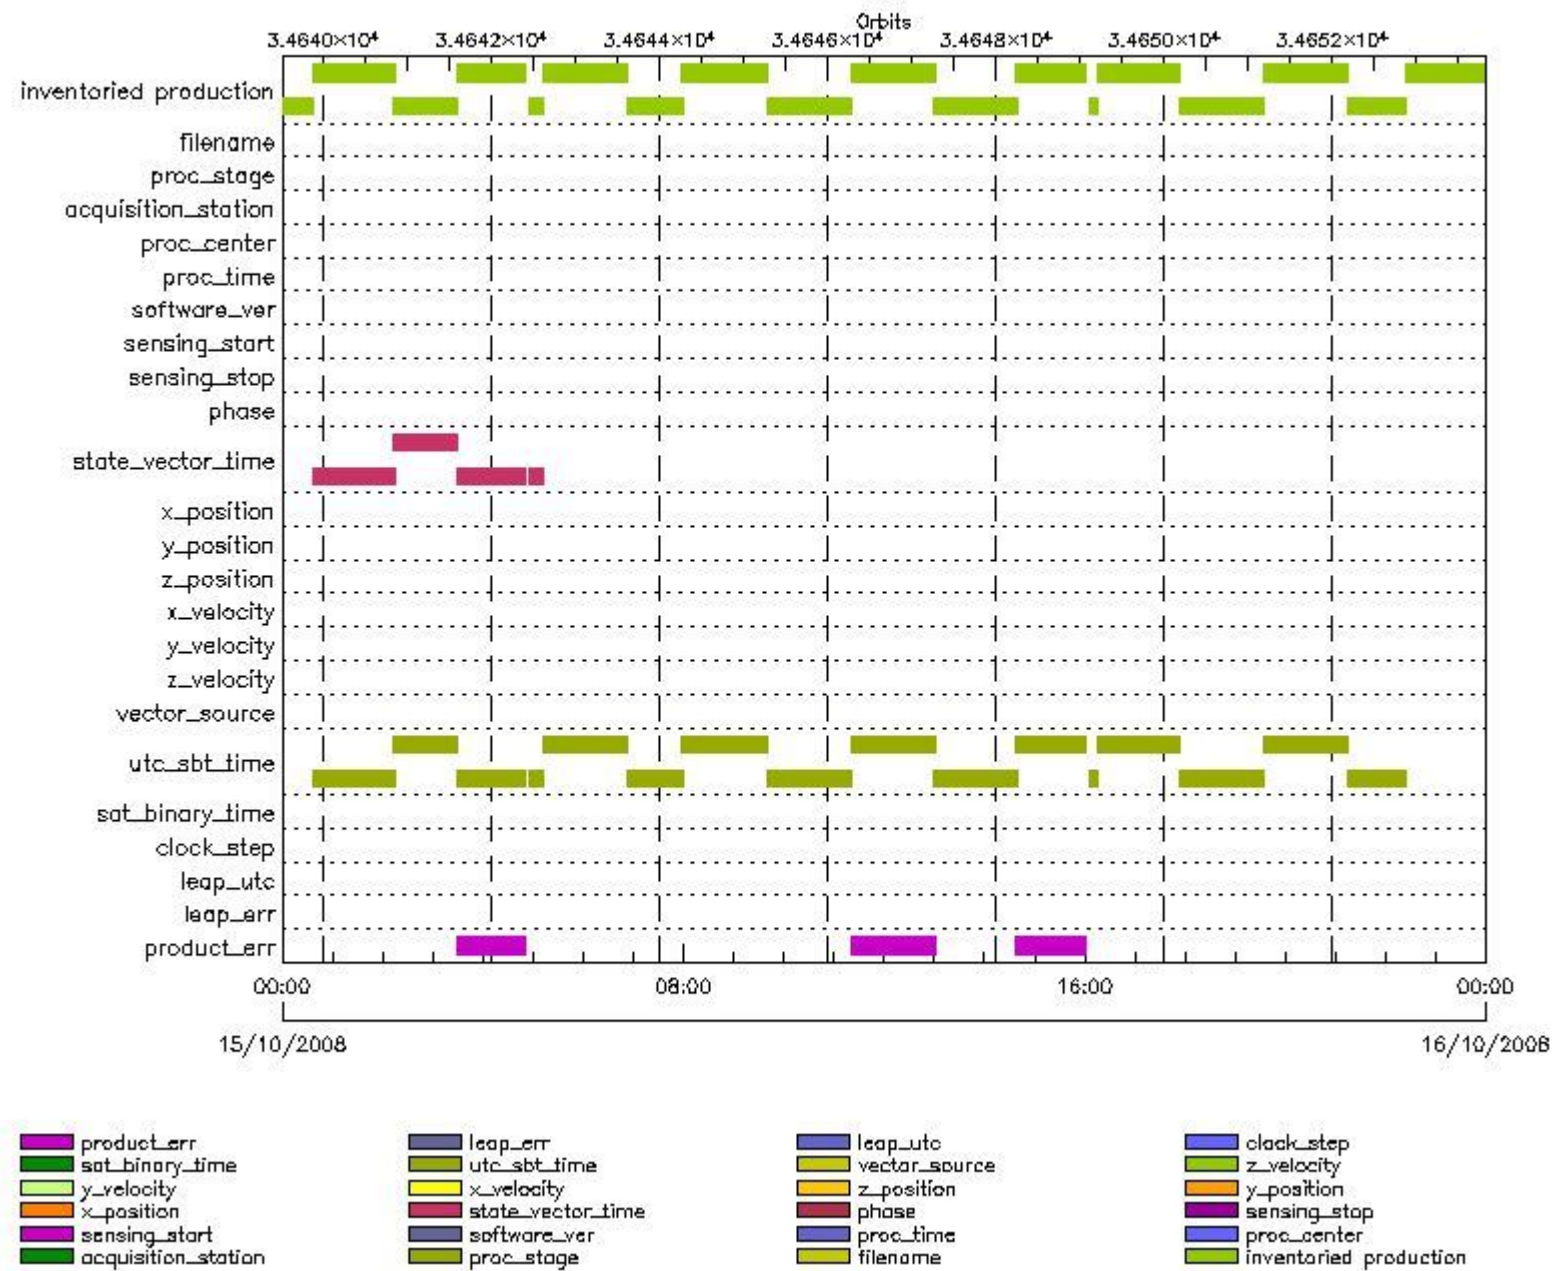 Orbits
3.4640×10⁴ 3.4642×10⁴ 3.4644×10⁴ 3.4646×10⁴ 3.4648×10⁴ 3.4650×10⁴ 3.4652×10⁴
inventoried production
filename
proc_stage
acquisition_station
proc_center
proc_time
software_ver
sensing_start
sensing_stop
phase
state_vector_time
x_position
y_position
z_position
x_velocity
y_velocity
z_velocity
vector_source
utc_sbt_time
sat_binary_time
clock_step
leap_utc
leap_err
product_err
00:00 08:00 16:00 00:00
15/10/2008 16/10/2008
product_err leap_err leap_utc clock_step
sat_binary_time utc_sbt_time vector_source z_velocity
y_velocity x_velocity z_position y_position
x_position state_vector_time phase sensing_stop
sensing_start software_ver proc_time proc_center
acquisition_station proc_stage filename inventoried production